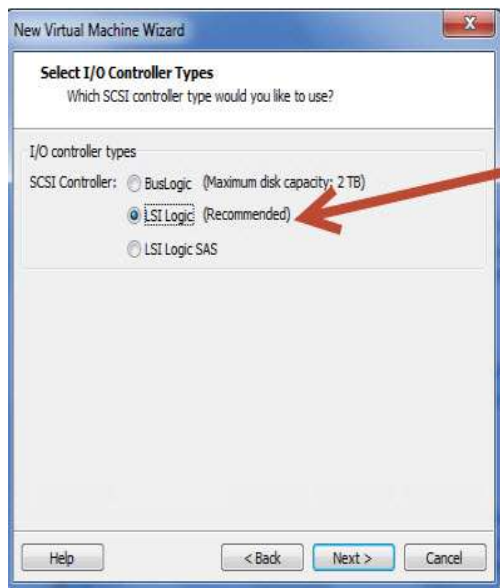 New Virtual Machine Wizard
Select I/O Controller Types
Which SCSI controller type would you like to use?
I/O controller types
SCSI Controller: BusLogic (Maximum disk capacity: 2 TB)
LSI Logic (Recommended)
LSI Logic SAS
Help < Back Next > Cancel